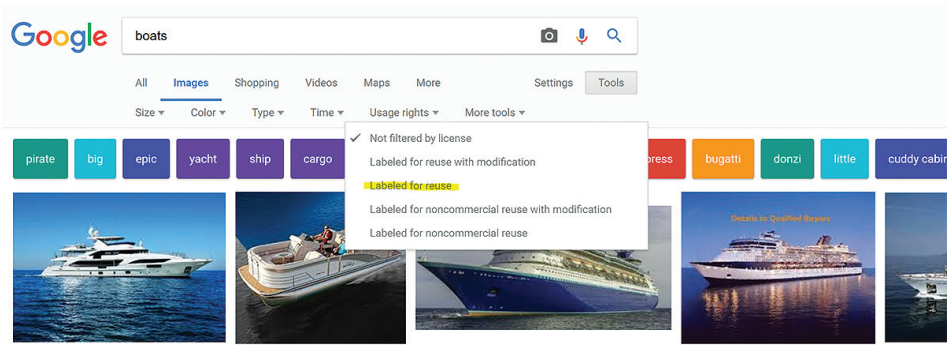 Google
boats
All Images Shopping Videos Maps More Settings Tools
Size Color Type Time Usage rights More tools
Not filtered by license
Labeled for reuse with modification
Labeled for reuse
Labeled for noncommercial reuse with modification
Labeled for noncommercial reuse
pirate big epic yacht ship cargo press bugatti donzi little cuddy cabin
Details to Qualified Buyers